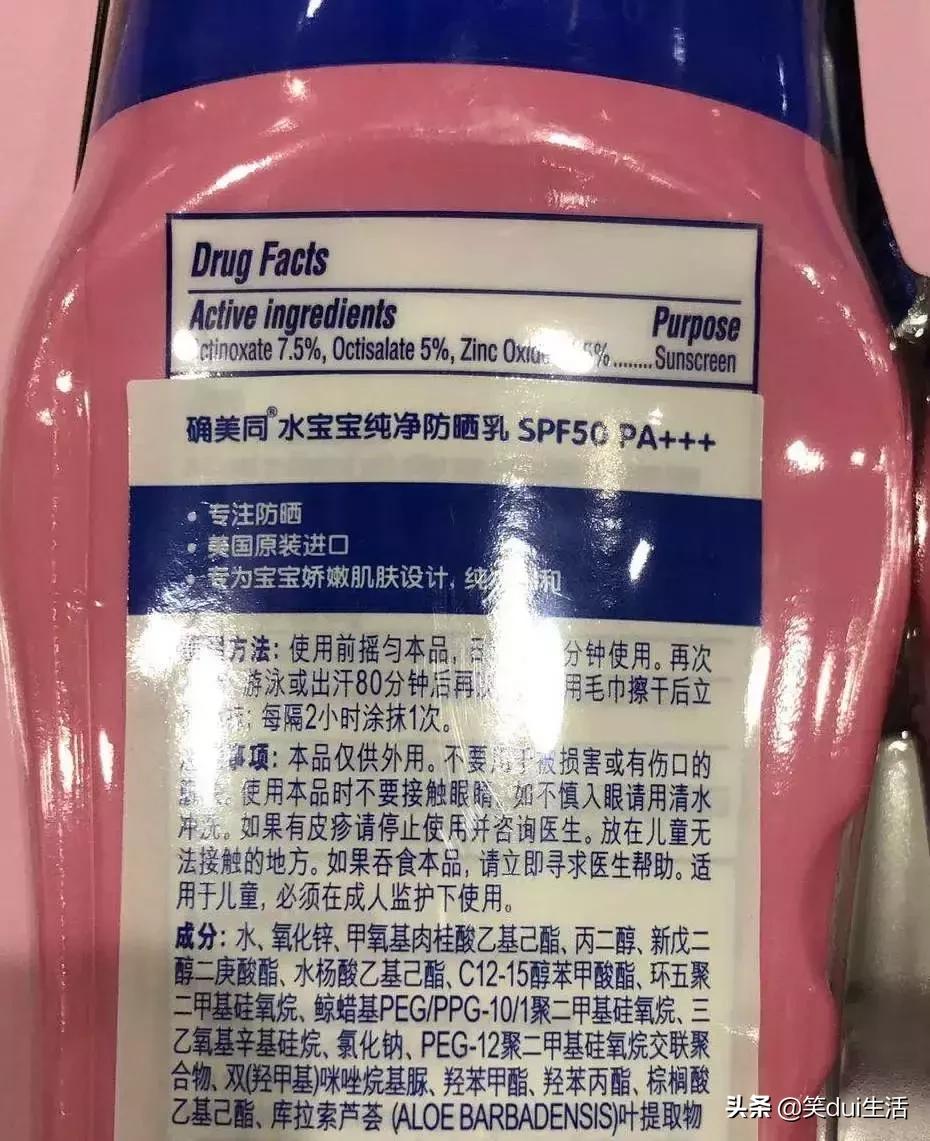 Drug Facts
Active ingredients Purpose
ctinoxate 7.5%, Octisalate 5%, Zinc 5% ........ Sunscreen
确美同® 水宝宝纯净防晒乳 SPF50 PA+++
• 专注防晒
• 美国原装进口
• 专为宝宝娇嫩肌肤设计, 纯 和
方法: 使用前摇匀本品, 分钟使用。再次
游泳或出汗80分钟后再 用毛巾擦干后立
; 每隔2小时涂抹1次。
事项: 本品仅供外用。不要用于被损害或有伤口的
使用本品时不要接触眼睛, 如不慎入眼请用清水
冲洗。如果有皮疹请停止使用并咨询医生。放在儿童无
法接触的地方。如果吞食本品, 请立即寻求医生帮助。适
用于儿童, 必须在成人监护下使用。
成分: 水、氧化锌、甲氧基肉桂酸乙基己酯、丙二醇、新戊二
醇二庚酸酯、水杨酸乙基己酯、C12-15醇苯甲酸酯、环五聚
二甲基硅氧烷、鲸蜡基PEG/PPG-10/1聚二甲基硅氧烷、三
乙氧基辛基硅烷、氯化钠、PEG-12聚二甲基硅氧烷交联聚
合物、双(羟甲基)咪唑烷基脲、羟苯甲酯、羟苯丙酯、棕榈酸
乙基己酯、库拉索芦荟 (ALOE BARBADENSIS)叶提取物
头条 @笑dui生活